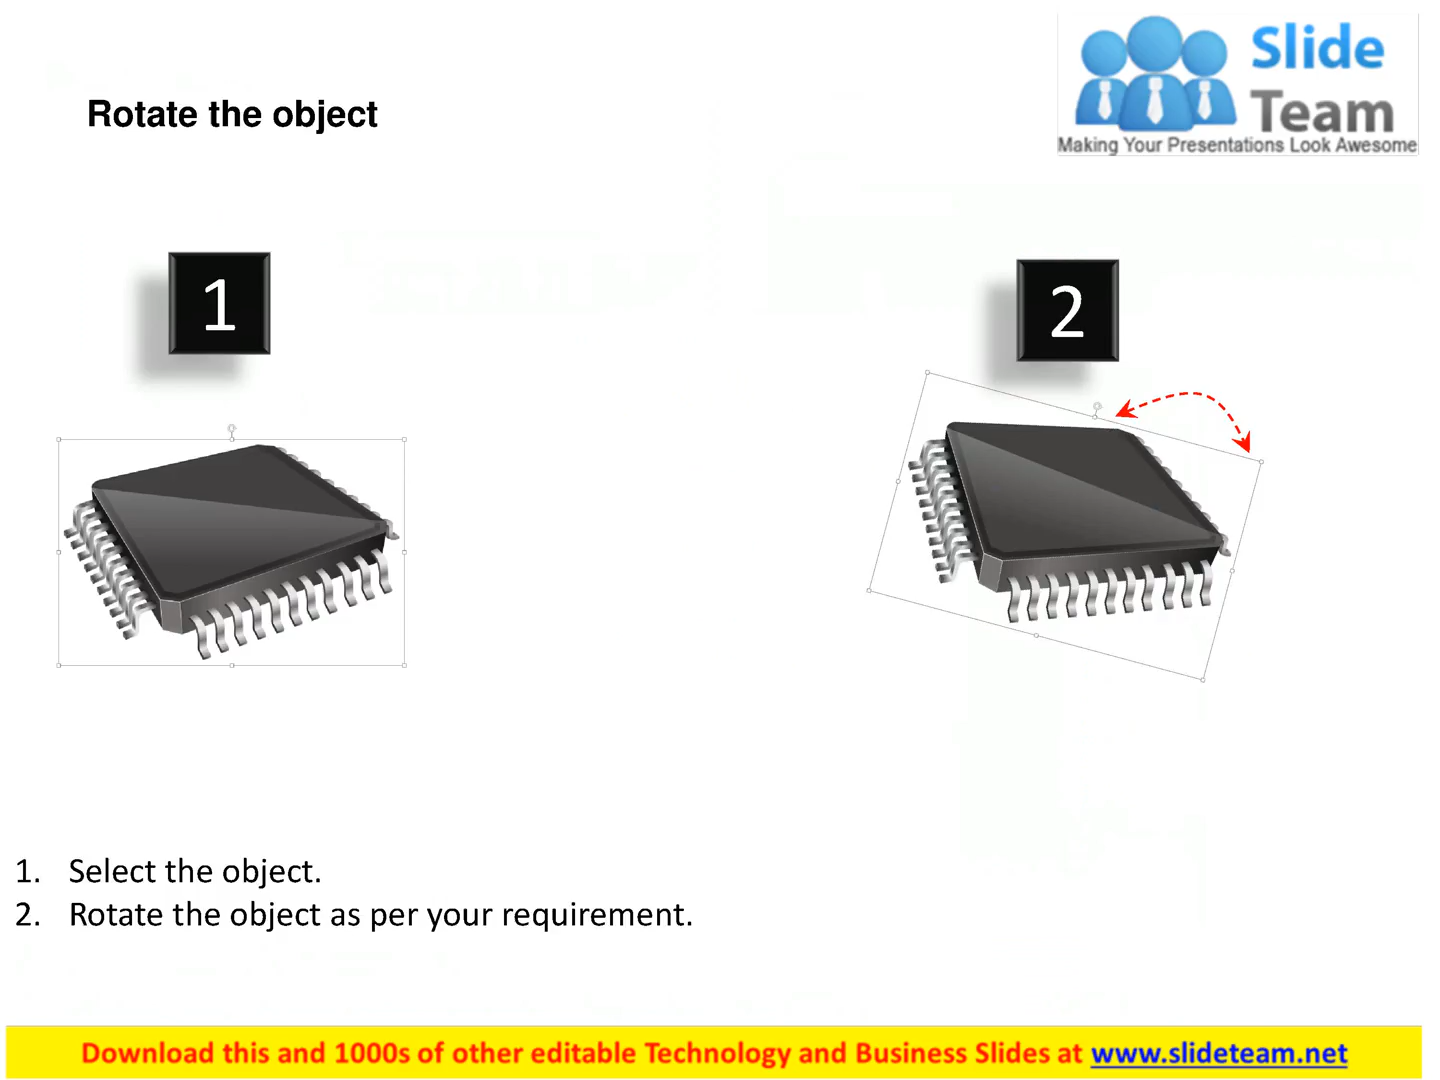 Slide
Team
Making Your Presentations Look Awesome
Rotate the object
1
2
1. Select the object.
2. Rotate the object as per your requirement.
Download this and 1000s of other editable Technology and Business Slides at www.slideteam.net